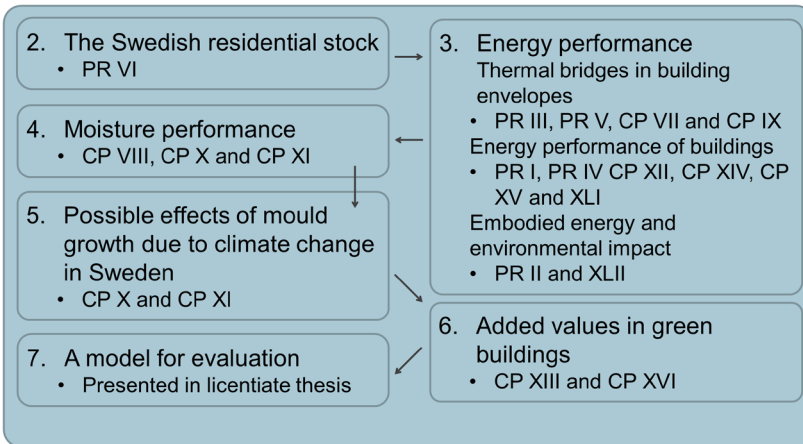 2. The Swedish residential stock
• PR VI
3. Energy performance
Thermal bridges in building
envelopes
• PR III, PR V, CP VII and CP IX
Energy performance of buildings
• PR I, PR IV CP XII, CP XIV, CP
XV and XLI
Embodied energy and
environmental impact
• PR II and XLII
4. Moisture performance
• CP VIII, CP X and CP XI
5. Possible effects of mould
growth due to climate change
in Sweden
• CP X and CP XI
6. Added values in green
buildings
• CP XIII and CP XVI
7. A model for evaluation
• Presented in licentiate thesis